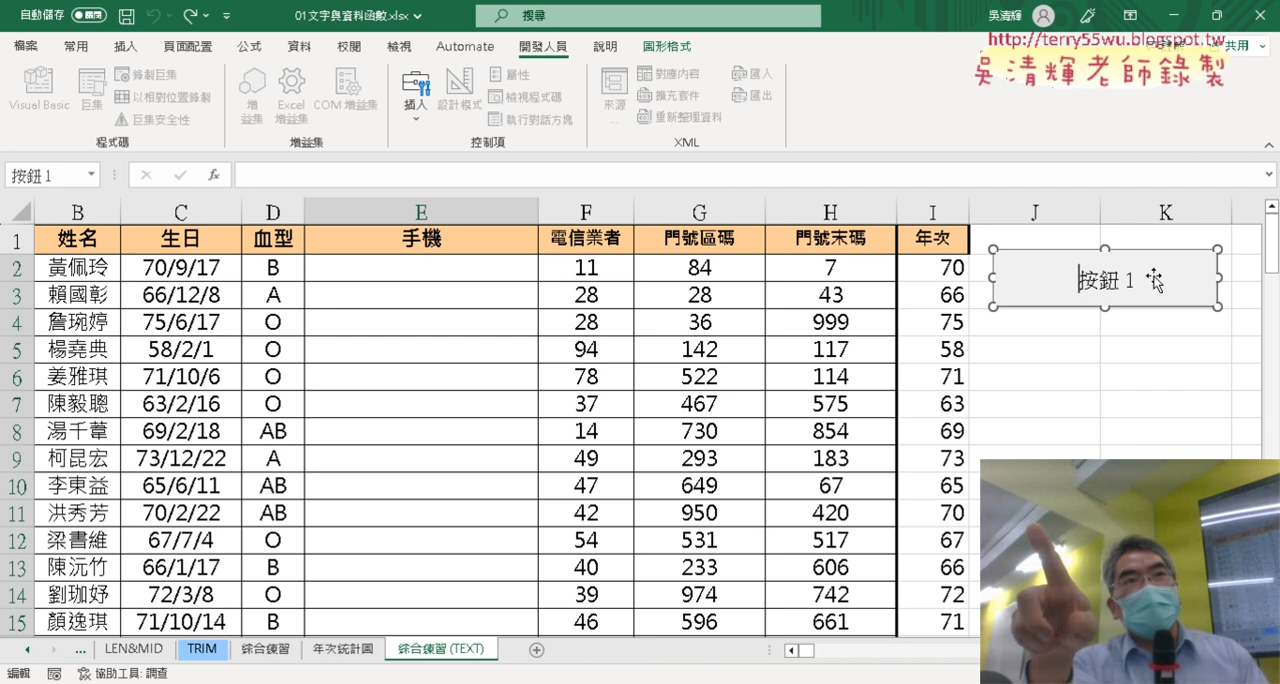 自動儲存 關閉 01文字與資料函數.xlsx 搜尋 吳清輝
檔案 常用 插入 頁面配置 公式 資料 校閱 檢視 Automate 開發人員 說明 圖形格式 共用
http://terry55wu.blogspot.tw
吳清輝老師錄製
Visual Basic 巨集 錄製巨集 以相對位置錄製 巨集安全性
增益集 Excel 增益集 COM 增益集
插入 設計模式 屬性 檢視程式碼 執行對話方塊
來源... 對應內容 擴充套件 重新整理資料 匯入 匯出
程式碼 增益集 控制項 XML
按鈕 1 fx
B C D E F G H I J K
1 姓名 生日 血型 手機 電信業者 門號區碼 門號末碼 年次
2 黃佩玲 70/9/17 B 11 84 7 70
按鈕 1
3 賴國彰 66/12/8 A 28 28 43 66
4 詹琬婷 75/6/17 O 28 36 999 75
5 楊堯典 58/2/1 O 94 142 117 58
6 姜雅琪 71/10/6 O 78 522 114 71
7 陳毅聰 63/2/16 O 37 467 575 63
8 湯千葦 69/2/18 AB 14 730 854 69
9 柯昆宏 73/12/22 A 49 293 183 73
10 李東益 65/6/11 AB 47 649 67 65
11 洪秀芳 70/2/22 AB 42 950 420 70
12 梁書維 67/7/4 O 54 531 517 67
13 陳沅竹 66/1/17 B 40 233 606 66
14 劉珈妤 72/3/8 O 39 974 742 72
15 顏逸琪 71/10/14 B 46 596 661 71
... LEN&MID TRIM 綜合練習 年次統計圖 綜合練習 (TEXT)
編輯 協助工具: 調查